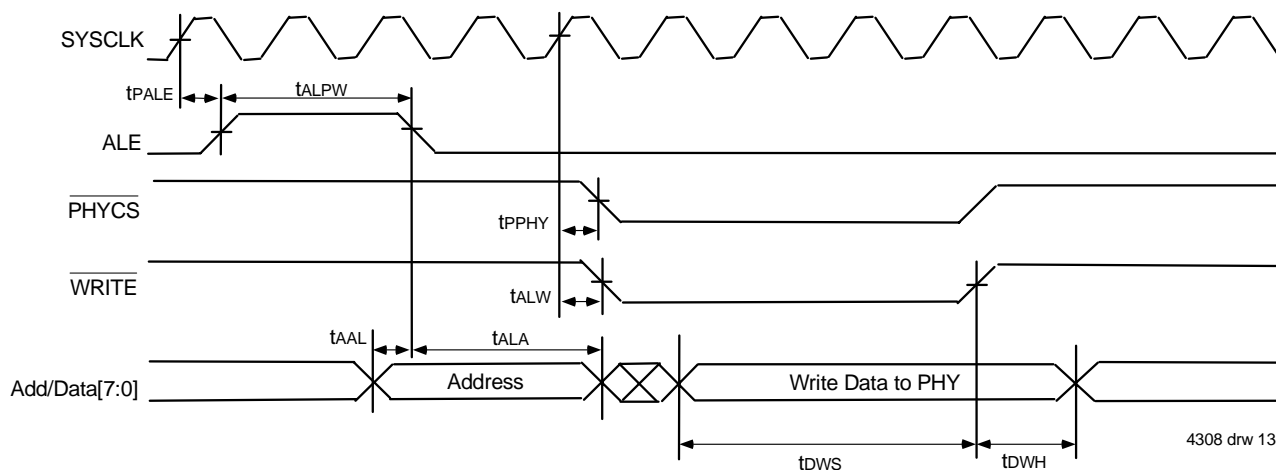 SYSCLK
tPALE
tALPW
ALE
PHYCS
tPPHY
WRITE
tALW
tAAL
tALA
Add/Data[7:0]
Address
Write Data to PHY
4308 drw 13
tDWS
tDWH